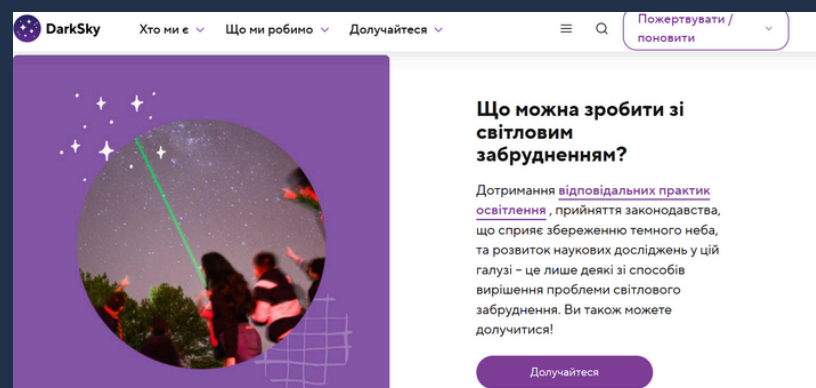 DarkSky
Хто ми є
Що ми робимо
Долучайтеся
Пожертвувати /
поновити
Що можна зробити зі
світловим
забрудненням?
Дотримання відповідальних практик
освітлення , прийняття законодавства,
що сприяє збереженню темного неба,
та розвиток наукових досліджень у цій
галузі – це лише деякі зі способів
вирішення проблеми світлового
забруднення. Ви також можете
долучитися!
Долучайтеся